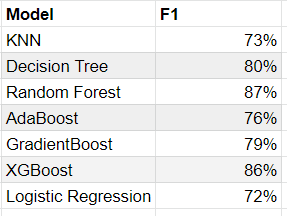 Model F1
KNN 73%
Decision Tree 80%
Random Forest 87%
AdaBoost 76%
GradientBoost 79%
XGBoost 86%
Logistic Regression 72%